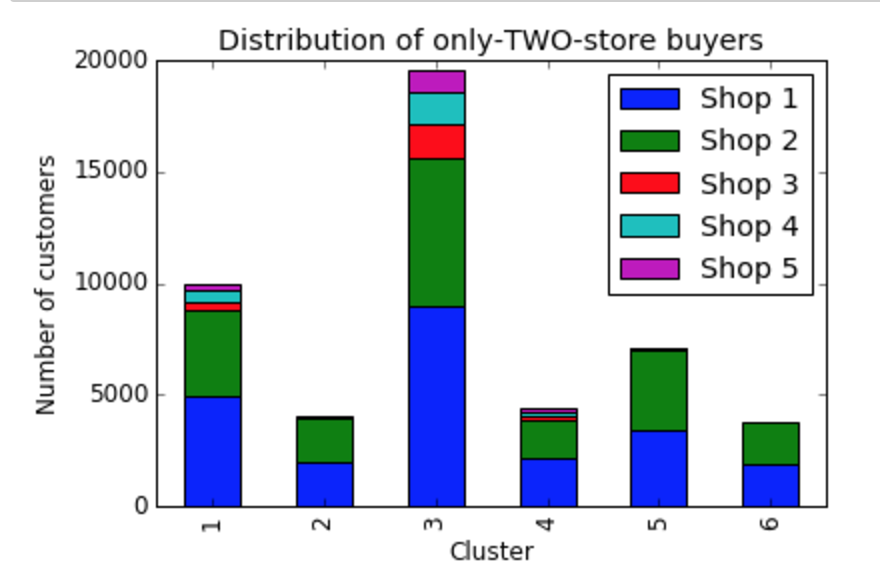 Distribution of only-TWO-store buyers
20000
15000
10000
5000
0
Number of customers
Shop 1
Shop 2
Shop 3
Shop 4
Shop 5
1
2
3
4
5
6
Cluster